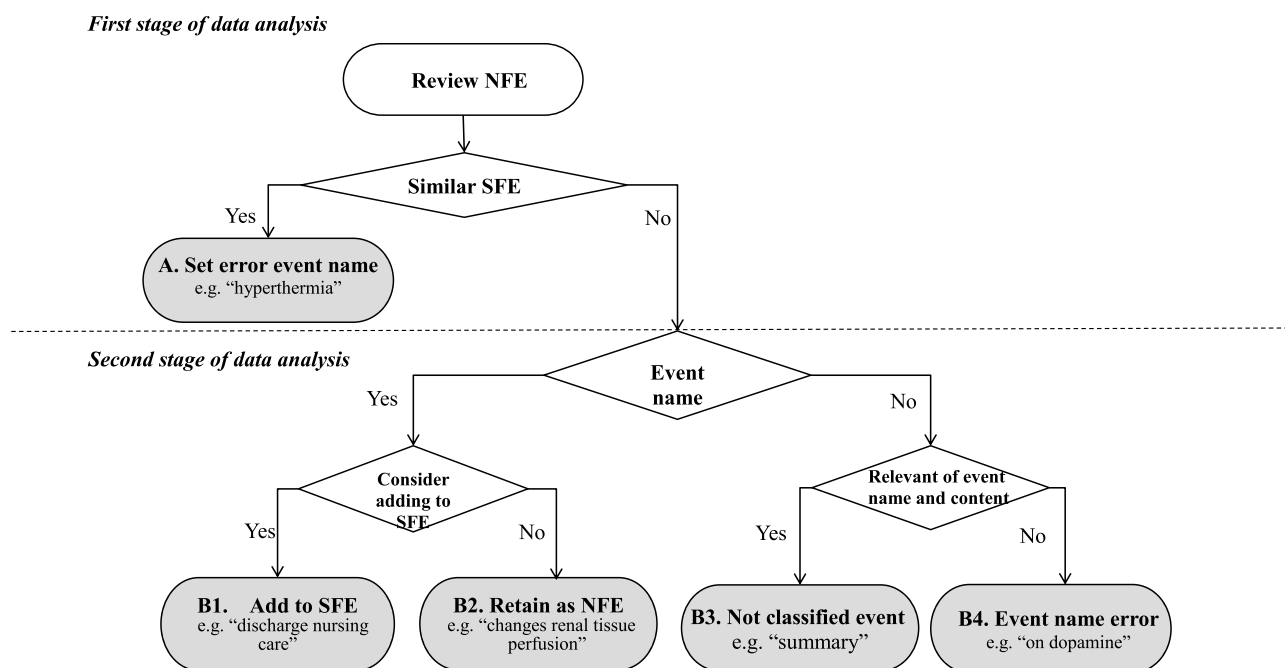 First stage of data analysis
Review NFE
Similar SFE
Yes
No
A. Set error event name
e.g. “hyperthermia”
Second stage of data analysis
Event
name
Yes
No
Consider
adding to
SFE
Relevant of event
name and content
Yes
No
Yes
No
B1. Add to SFE
e.g. “discharge nursing
care”
B2. Retain as NFE
e.g. “changes renal tissue
perfusion”
B3. Not classified event
e.g. “summary”
B4. Event name error
e.g. “on dopamine”